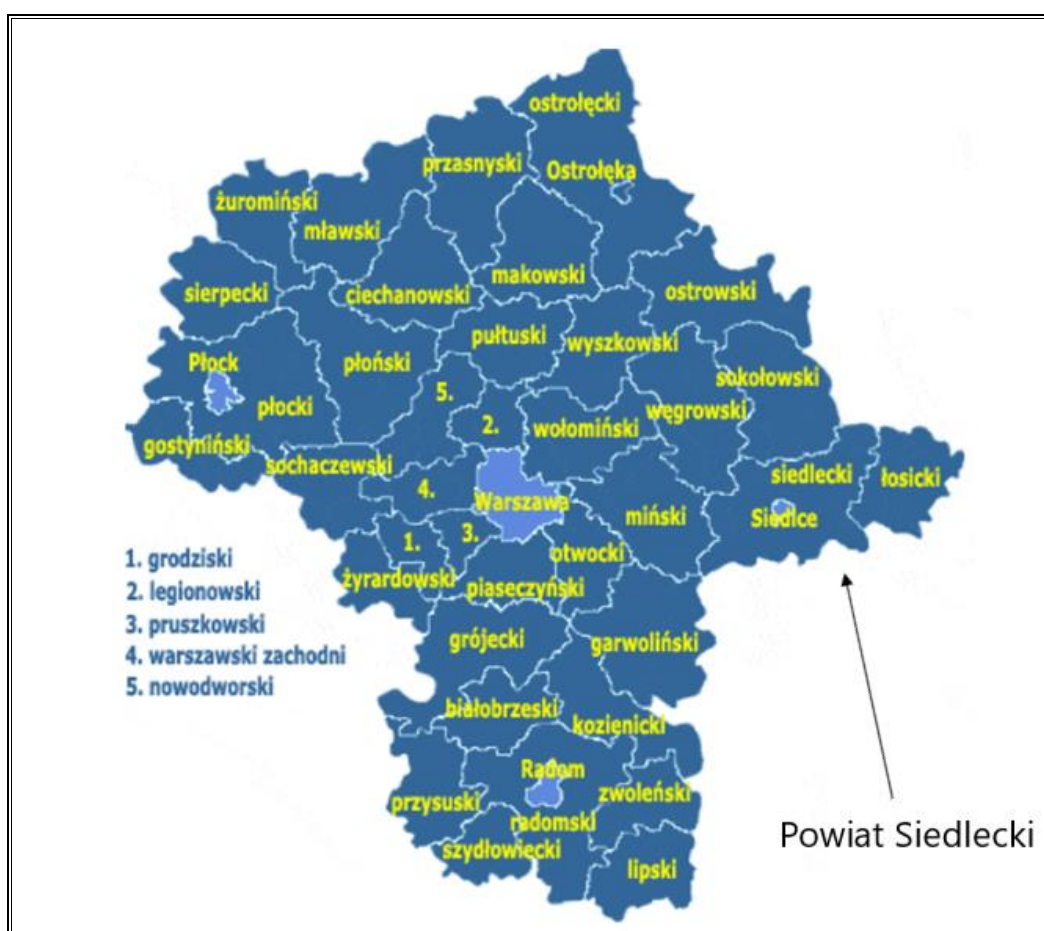 ostrołęcki
przasnyski
Ostrołęka
żuromiński
mławski
makowski
sierpecki
ciechanowski
ostrowski
pułtuski
wyszkowski
Płock
płoński
sokołowski
5.
płocki
węgrowski
2.
wołomiński
gostyniński
sochaczewski
siedlecki
łosicki
4.
Warszawa
miński
Siedlce
3.
1.
otwocki
żyrardowski
piaseczyński
1. grodziski
2. legionowski
3. pruszkowski
4. warszawski zachodni
5. nowodworski
grójecki
garwoliński
białobrzeski
kozienicki
Radom
przysuski
zwoleński
radomski
szydłowiecki
lipski
Powiat Siedlecki